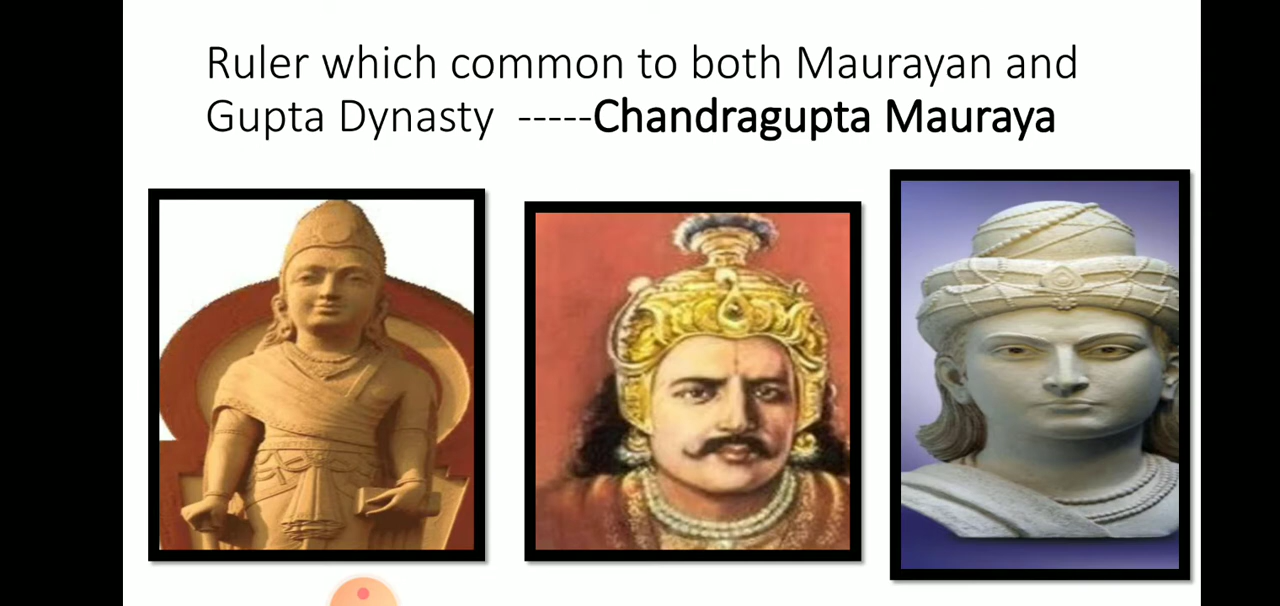 Ruler which common to both Maurayan and
Gupta Dynasty -----Chandragupta Mauraya